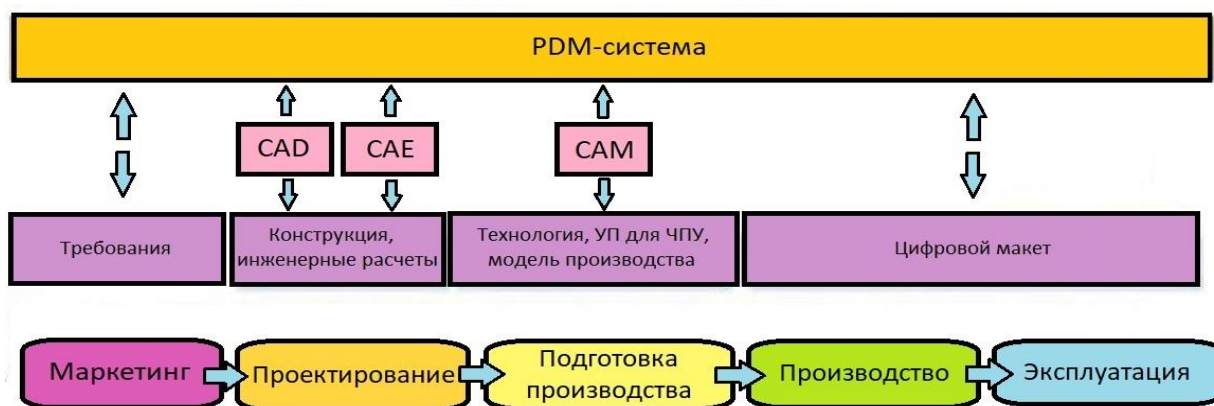 PDM-система
CAD
CAE
CAM
Требования
Конструкция,
инженерные расчеты
Технология, УП для ЧПУ,
модель производства
Цифровой макет
Маркетинг
Проектирование
Подготовка
производства
Производство
Эксплуатация